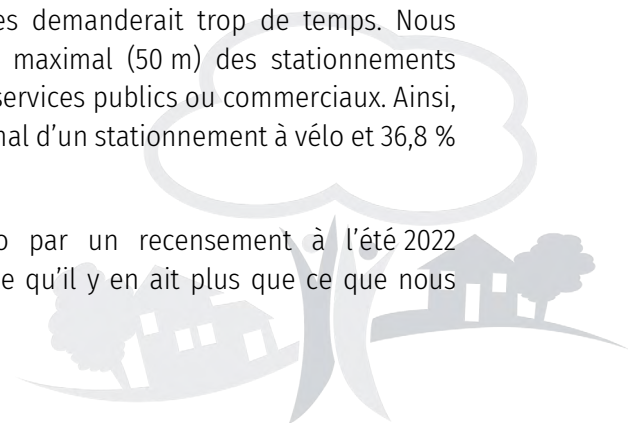 es demanderait trop de temps. Nous
maximal (50 m) des stationnements
services publics ou commerciaux. Ainsi,
nal d'un stationnement à vélo et 36,8 %
o par un recensement à l'été 2022
e qu'il y en ait plus que ce que nous